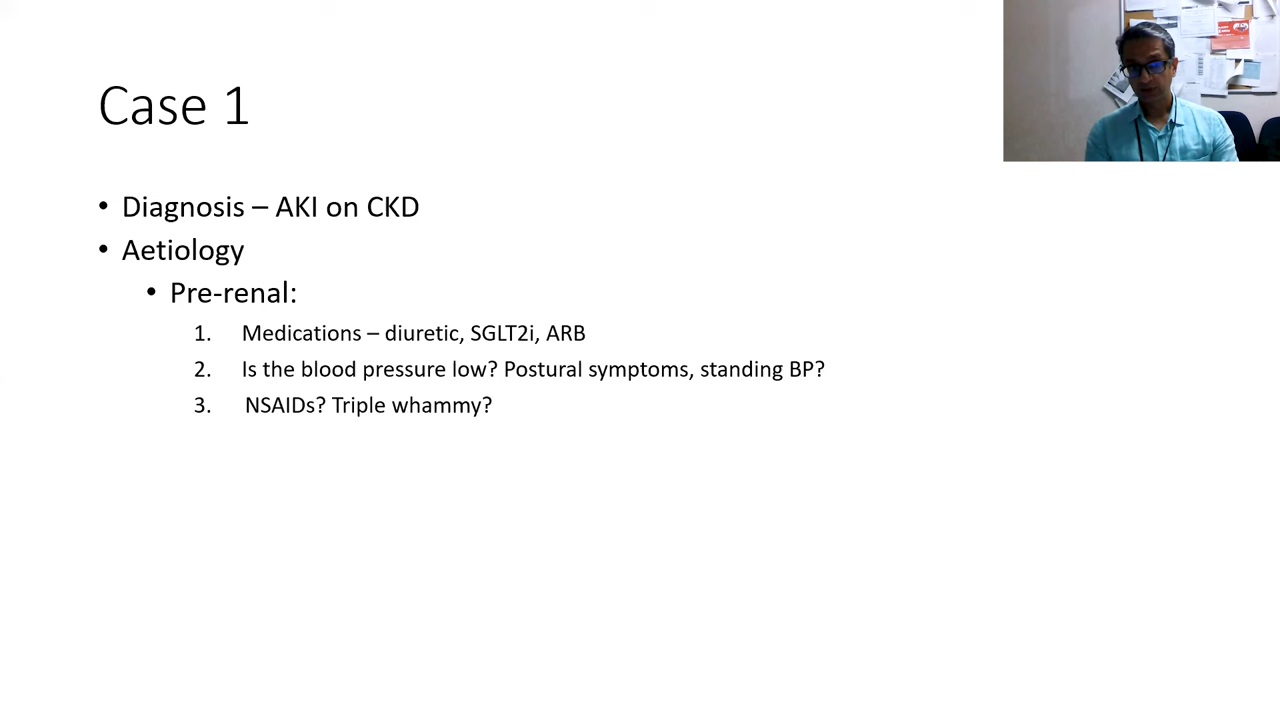 Case 1
• Diagnosis – AKI on CKD
• Aetiology
• Pre-renal:
1. Medications – diuretic, SGLT2i, ARB
2. Is the blood pressure low? Postural symptoms, standing BP?
3. NSAIDs? Triple whammy?